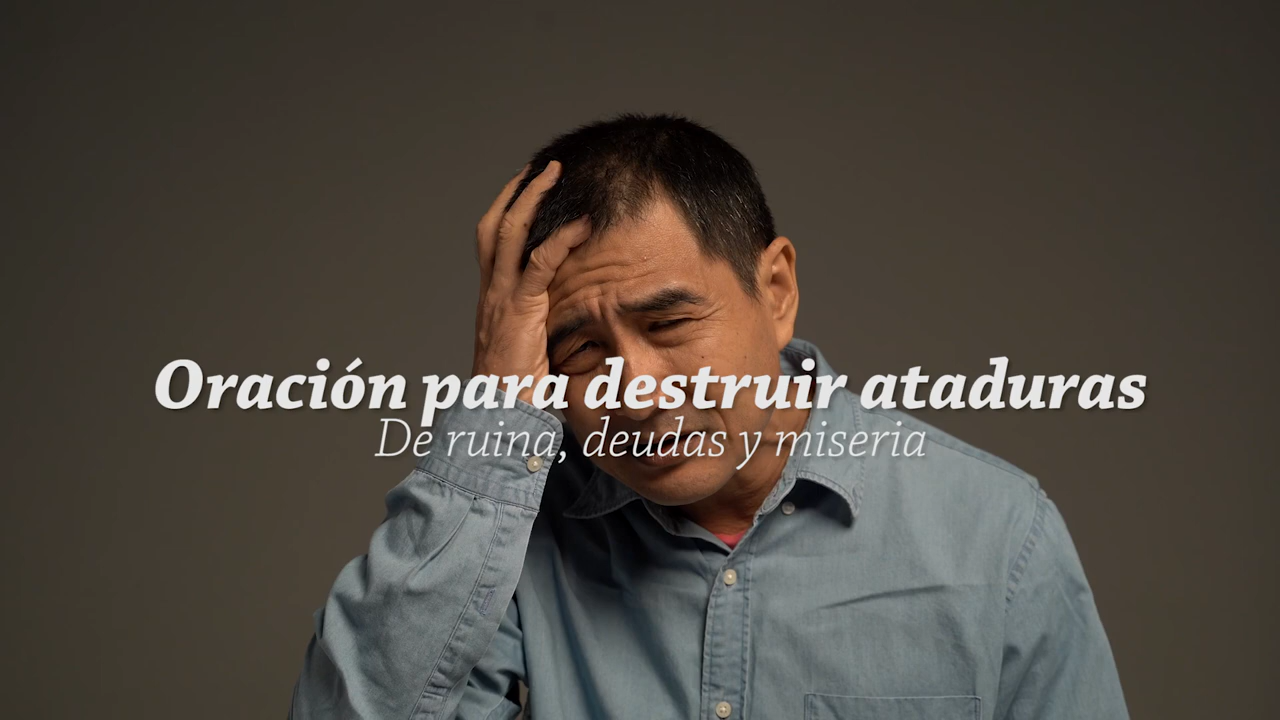 Oración para destruir ataduras
De ruina, deudas y miseria